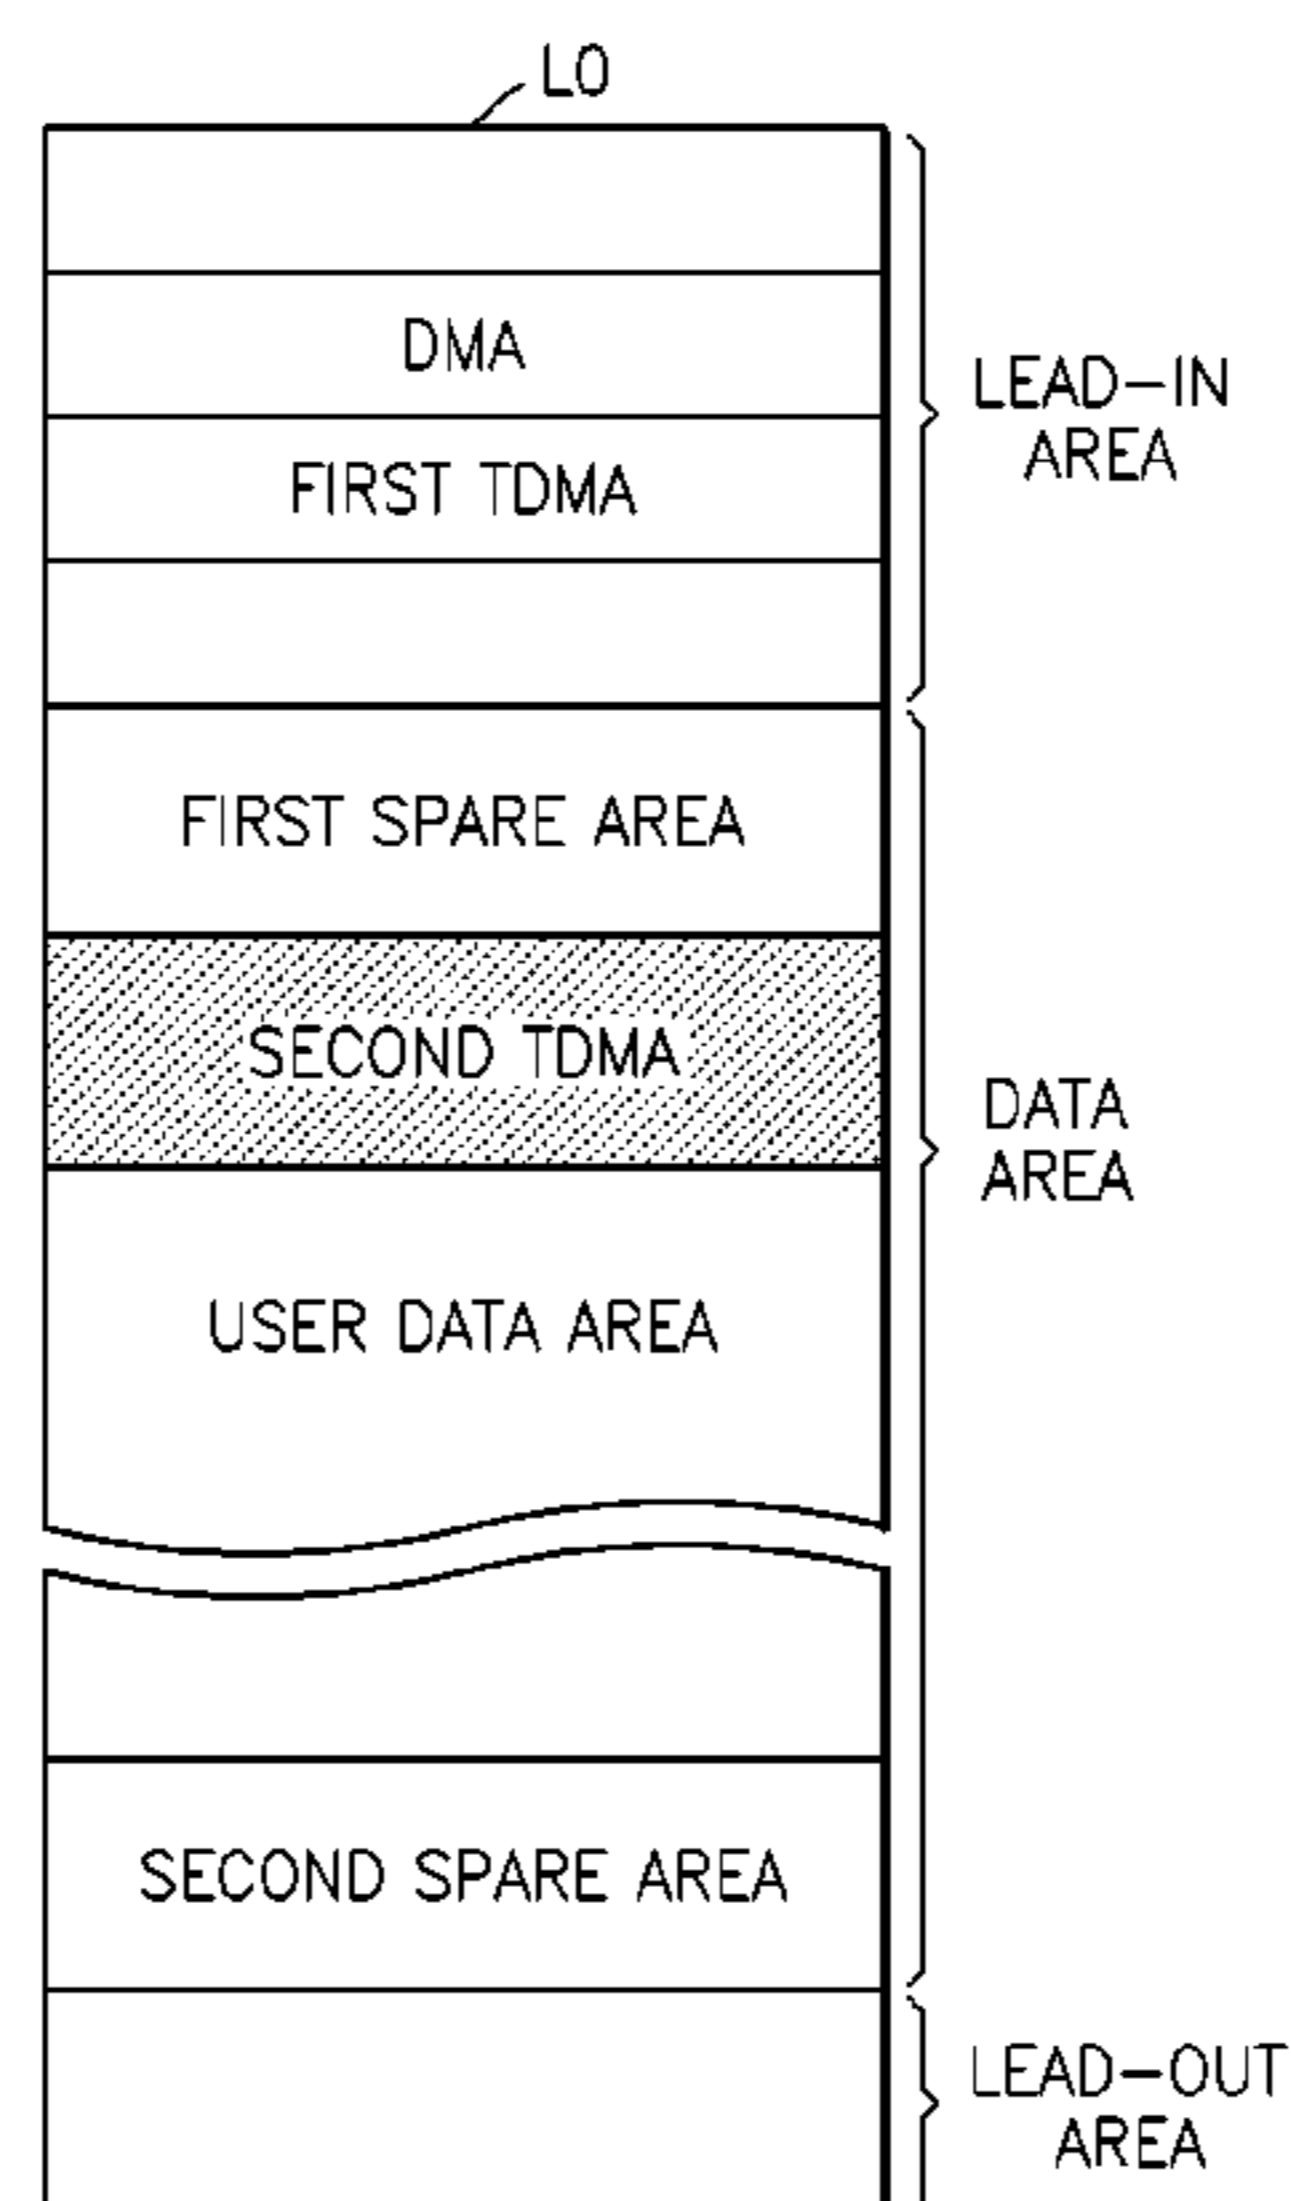 L0
DMA
FIRST TDMA
LEAD-IN
AREA
FIRST SPARE AREA
SECOND TDMA
DATA
AREA
USER DATA AREA
SECOND SPARE AREA
LEAD-OUT
AREA